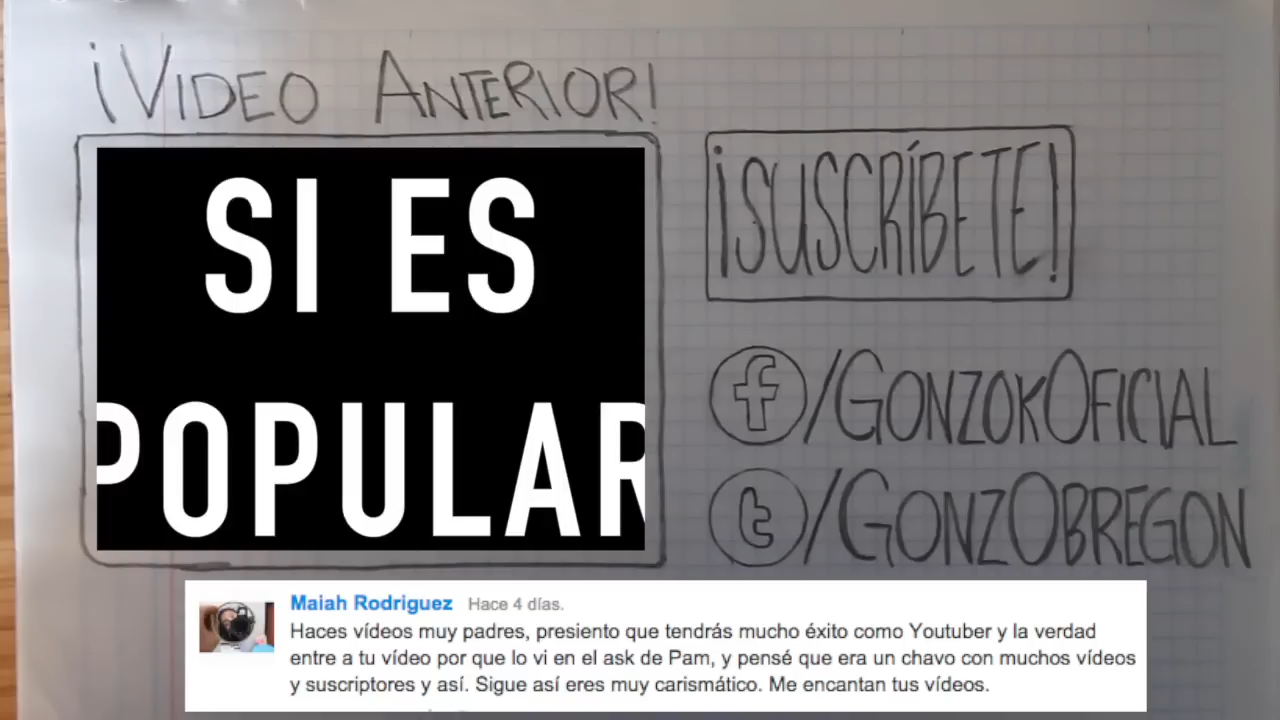 ¡VIDEO ANTERIOR!
SI ES
POPULAR
¡SUSCRÍBETE!
f/GONZOKOFICIAL
t/GONZOBREGON
Maiah Rodriguez Hace 4 días.
Haces vídeos muy padres, presiento que tendrás mucho éxito como Youtuber y la verdad
entre a tu vídeo por que lo vi en el ask de Pam, y pensé que era un chavo con muchos vídeos
y suscriptores y así. Sigue así eres muy carismático. Me encantan tus vídeos.